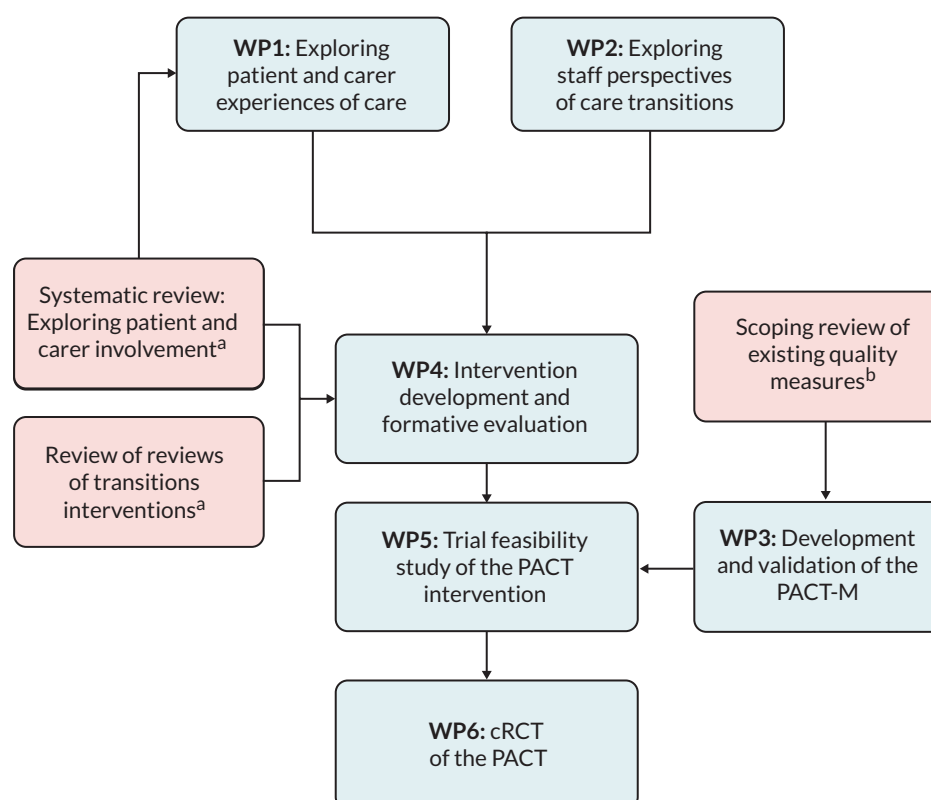 WP1: Exploring
patient and carer
experiences of care
WP2: Exploring
staff perspectives
of care transitions
Systematic review:
Exploring patient and
carer involvementᵃ
Scoping review of
existing quality
measuresᵇ
WP4: Intervention
development and
formative evaluation
Review of reviews
of transitions
interventionsᵃ
WP5: Trial feasibility
study of the PACT
intervention
WP3: Development
and validation of the
PACT-M
WP6: cRCT
of the PACT